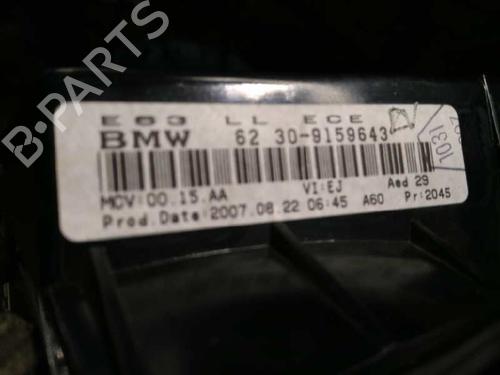 B-PARTS
E63 LL ECE
BMW 62 30-9159643
1031
MCV:00.15.AA VI:EJ Aed 29
Prod.Date:2007.08.22 06:45 A60 Pr:2045